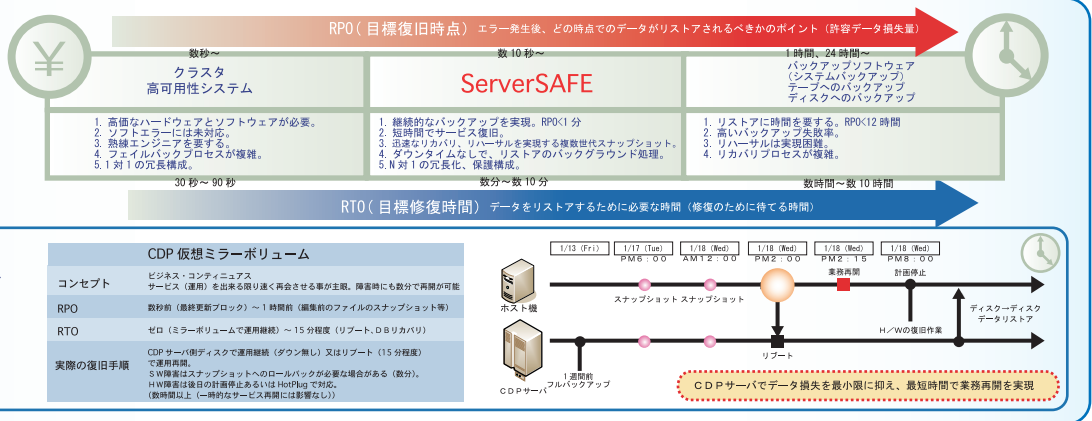 RPO(目標復旧時点) エラー発生後、どの時点でのデータがリストアされるべきかのポイント（許容データ損失量）
¥
数秒～
クラスタ
高可用性システム
1. 高価なハードウェアとソフトウェアが必要。
2. ソフトエラーには未対応。
3. 熟練エンジニアを要する。
4. フェイルバックプロセスが複雑。
5. 1対1の冗長構成。
30秒～90秒
数10秒～
ServerSAFE
1. 継続的なバックアップを実現。RPO<1分
2. 短時間でサービス復旧。
3. 迅速なリカバリ、リハーサルを実現する複数世代スナップショット。
4. ダウンタイムなしで、リストアのバックグラウンド処理。
5. N対1の冗長化、保護構成。
数分～数10分
1時間、24時間～
バックアップソフトウェア
(システムバックアップ)
テープへのバックアップ
ディスクへのバックアップ
1. リストアに時間を要する。RPO<12時間
2. 高いバックアップ失敗率。
3. リハーサルは実現困難。
4. リカバリプロセスが複雑。
数時間～数10時間
RTO(目標修復時間) データをリストアするために必要な時間（修復のために待てる時間）
CDP 仮想ミラーボリューム
コンセプト
ビジネス・コンティニュアス
サービス（運用）を出来る限り速く再会させる事が主眼。障害時にも数分で再開が可能
RPO
数秒前（最終更新ブロック）～1時間前（編集前のファイルのスナップショット等）
RTO
ゼロ（ミラーボリュームで運用継続）～15分程度（リブート、DBリカバリ）
実際の復旧手順
CDPサーバ側ディスクで運用継続（ダウン無し）又はリブート（15分程度）
で運用再開。
SW障害はスナップショットへのロールバックが必要な場合がある（数分）。
HW障害は後日の計画停止あるいはHotPlugで対応。
(数時間以上（一時的なサービス再開には影響なし）)
1/13 (Fri)
1/17 (Tue)
1/18 (Wed)
1/18 (Wed)
1/18 (Wed)
1/18 (Wed)
PM6:00
AM12:00
PM2:00
PM2:15
PM8:00
業務再開
計画停止
ホスト機
スナップショット
スナップショット
ディスク→ディスク
データリストア
H/Wの復旧作業
リブート
CDPサーバ
1週間前
フルバックアップ
CDPサーバでデータ損失を最小限に抑え、最短時間で業務再開を実現